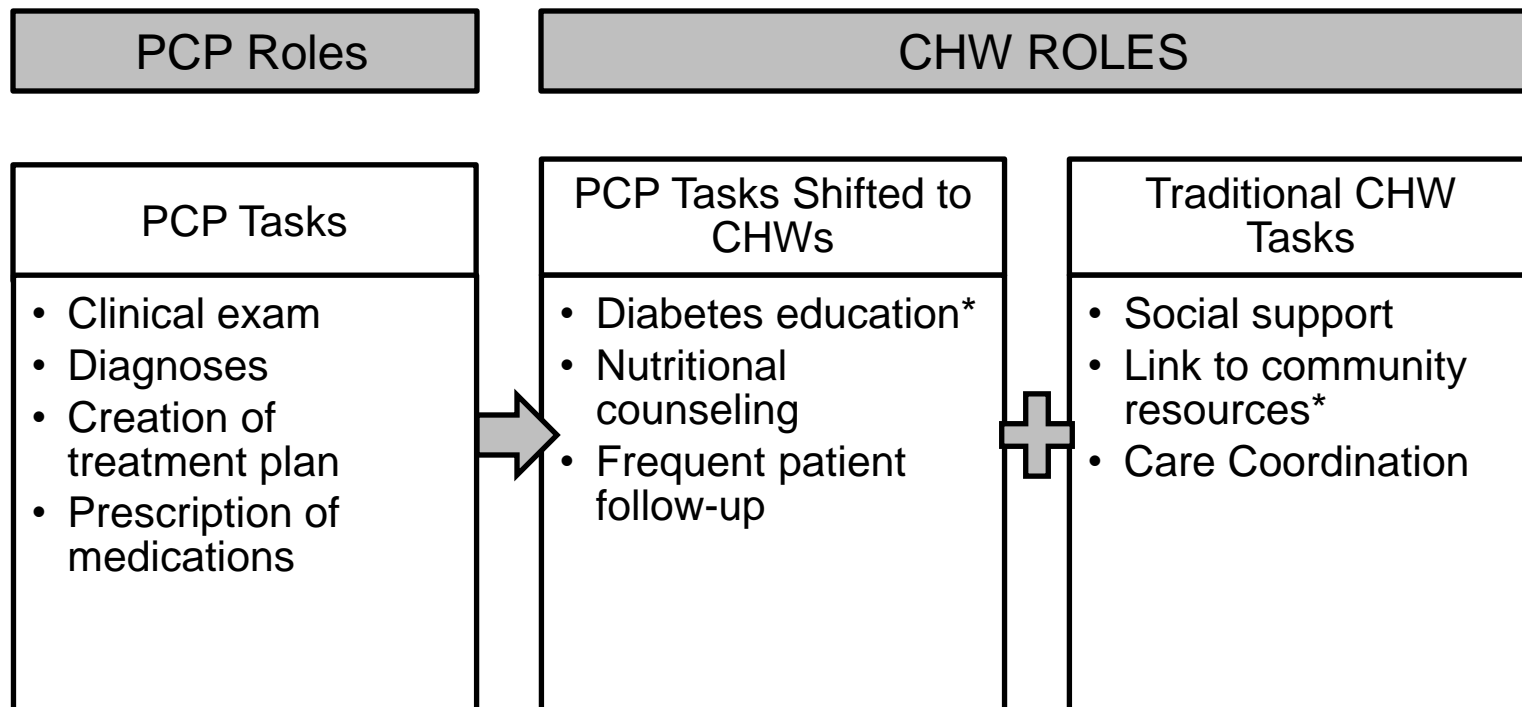 PCP Roles
CHW ROLES
PCP Tasks
• Clinical exam
• Diagnoses
• Creation of
treatment plan
• Prescription of
medications
PCP Tasks Shifted to
CHWs
• Diabetes education*
• Nutritional
counseling
• Frequent patient
follow-up
Traditional CHW
Tasks
• Social support
• Link to community
resources*
• Care Coordination